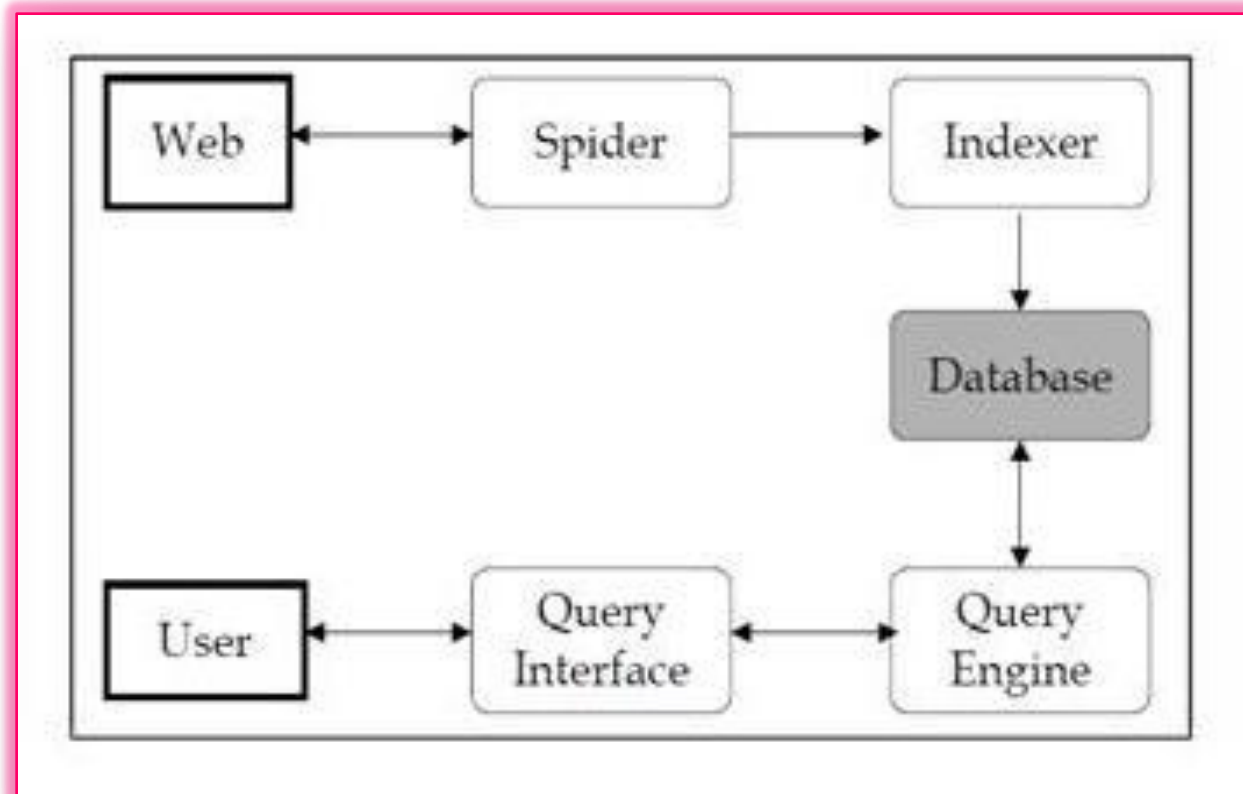 Web
Spider
Indexer
Database
User
Query
Interface
Query
Engine